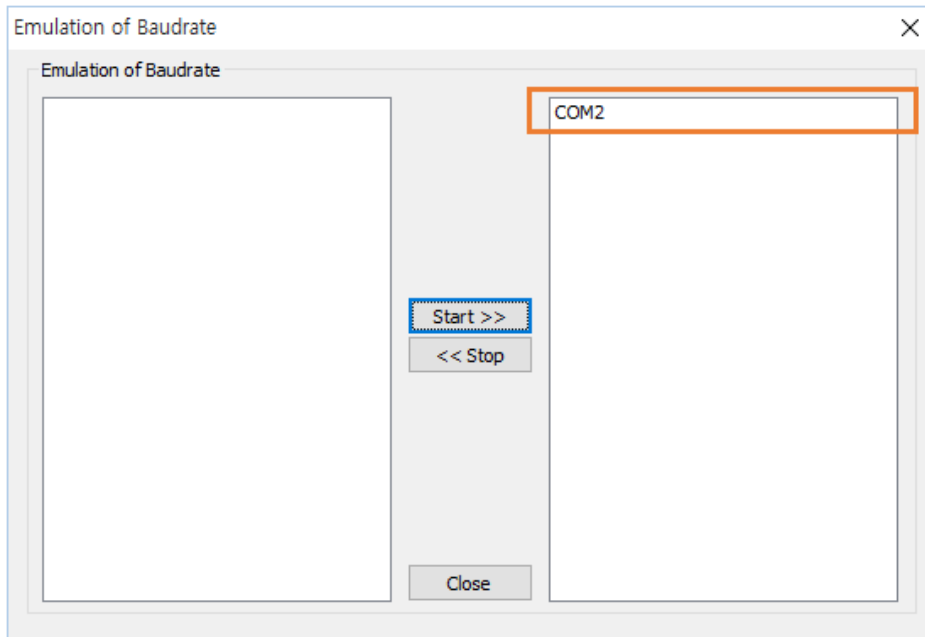 Emulation of Baudrate
Emulation of Baudrate
COM2
Start >>
<< Stop
Close